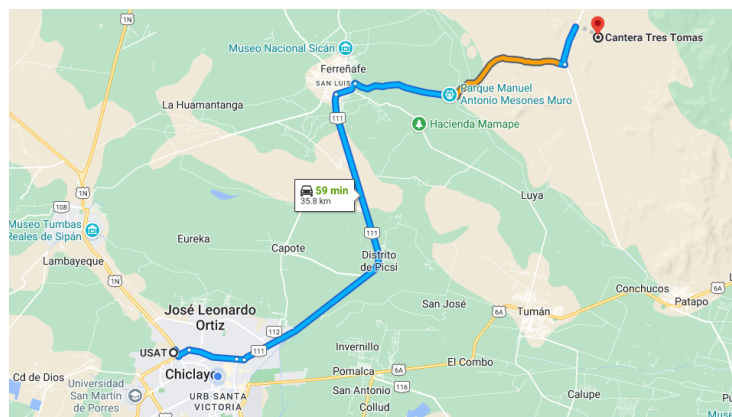 1N
Museo Nacional Sicán
Ferreñafe
SAN LUIS
Cantera Tres Tomas
Parque Manuel
Antonio Mesones Muro
La Huamantanga
111
Hacienda Mamape
59 min
35.8 km
1N
108
Luya
Museo Tumbas
Reales de Sipán
Eureka
Capote
111
Distrito
de Picsi
Lambayeque
1N
Conchucos
6A
Patapo
San José
6A
Tumán
José Leonardo
Ortiz
112
USAT
111
Invernillo
El Combo
Chiclayo
Pomalca
6A
Cd de Dios
Universidad
San Martín
de Porres
URB SANTA
VICTORIA
San Antonio
116
Collud
Calupe
Museo